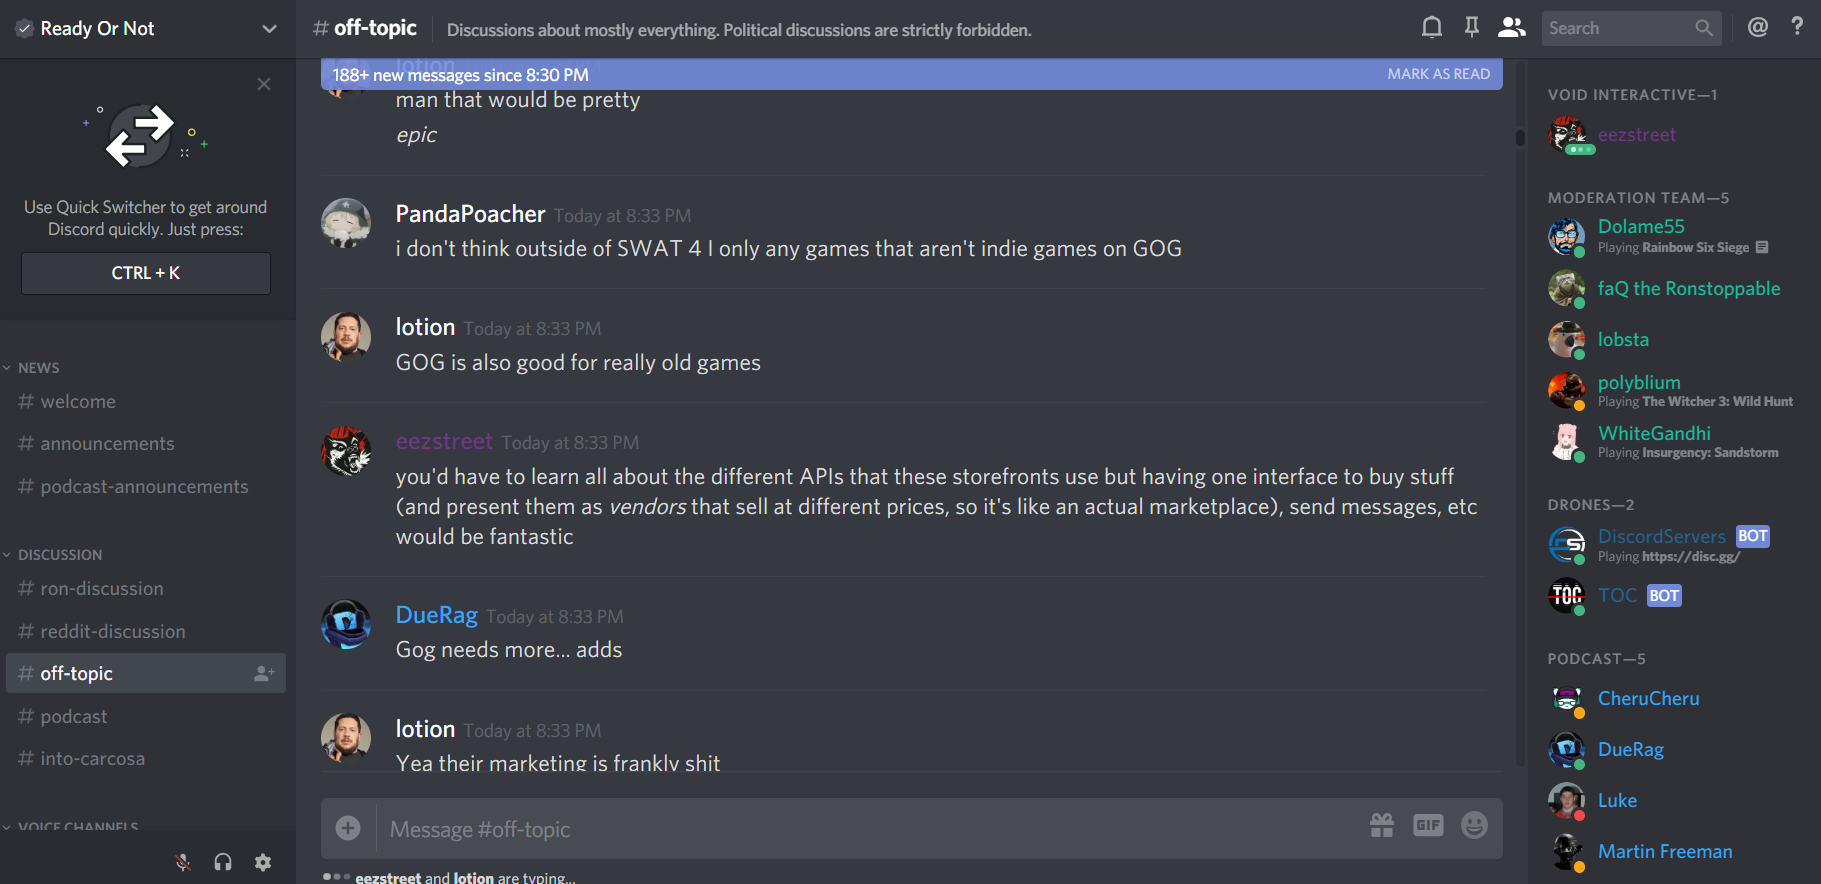 Ready Or Not
# off-topic
Discussions about mostly everything. Political discussions are strictly forbidden.
Search
@
?
Use Quick Switcher to get around
Discord quickly. Just press:
CTRL + K
NEWS
# welcome
# announcements
# podcast-announcements
DISCUSSION
# ron-discussion
# reddit-discussion
# off-topic
# podcast
# into-carcosa
VOICE CHANNELS
lotion
188+ new messages since 8:30 PM
MARK AS READ
man that would be pretty
epic
PandaPoacher Today at 8:33 PM
i don't think outside of SWAT 4 I only any games that aren't indie games on GOG
lotion Today at 8:33 PM
GOG is also good for really old games
eezstreet Today at 8:33 PM
you'd have to learn all about the different APIs that these storefronts use but having one interface to buy stuff
(and present them as vendors that sell at different prices, so it's like an actual marketplace), send messages, etc
would be fantastic
DueRag Today at 8:33 PM
Gog needs more... adds
lotion Today at 8:33 PM
Yea their marketing is frankly shit
Message #off-topic
GIF
eezstreet and lotion are typing...
VOID INTERACTIVE—1
eezstreet
MODERATION TEAM—5
Dolame55
Playing Rainbow Six Siege
faQ the Ronstoppable
lobsta
polyblium
Playing The Witcher 3: Wild Hunt
WhiteGandhi
Playing Insurgency: Sandstorm
DRONES—2
DiscordServers BOT
Playing https://disc.gg/
TOC
TOC BOT
PODCAST—5
CheruCheru
DueRag
Luke
Martin Freeman